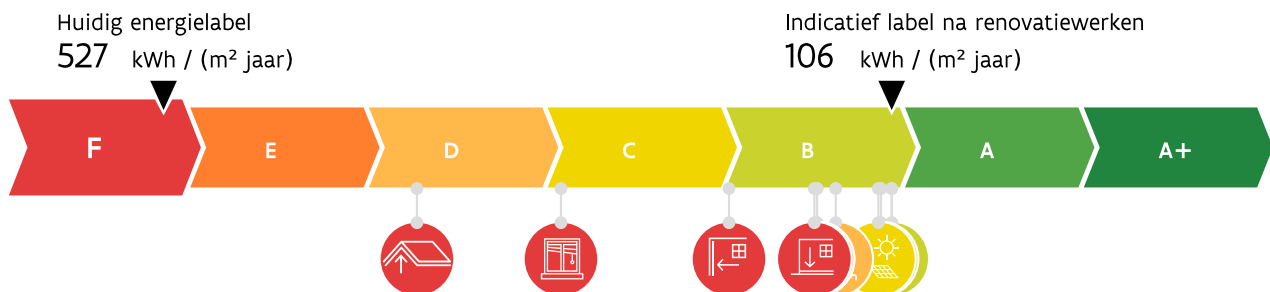 Huidig energielabel
527 kWh / (m² jaar)
Indicatief label na renovatiewerken
106 kWh / (m² jaar)
F E D C B A A+